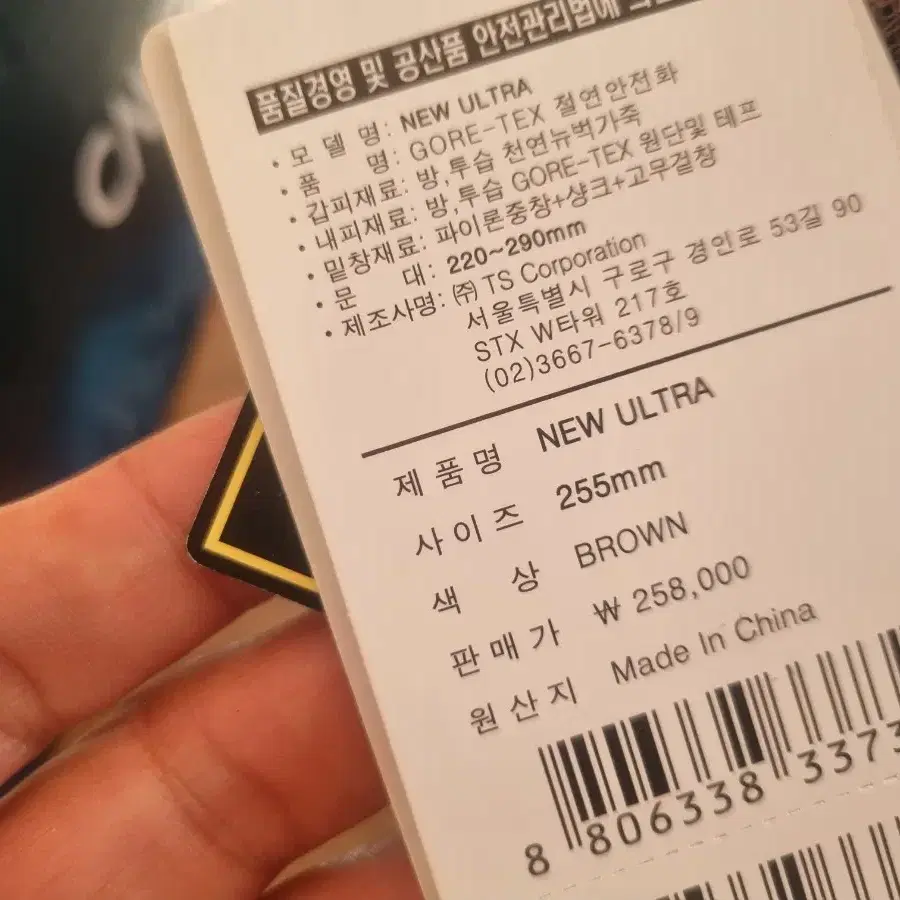 품질경영 및 공산품 안전관리법에
• 모 델 명: NEW ULTRA
• 품 명: GORE-TEX 절연안전화
• 갑피재료: 방,투습 천연뉴벅가죽
• 내피재료: 방,투습 GORE-TEX 원단및 테프
• 밑창재료: 파이론중창+샹크+고무겉창
• 문 대: 220~290mm
• 제조사명: ㈜ TS Corporation
서울특별시 구로구 경인로 53길 90
STX W타워 217호
(02)3667-6378/9
제 품 명 NEW ULTRA
사 이 즈 255mm
색 상 BROWN
판 매 가 ₩ 258,000
원 산 지 Made In China
8 806338 3373